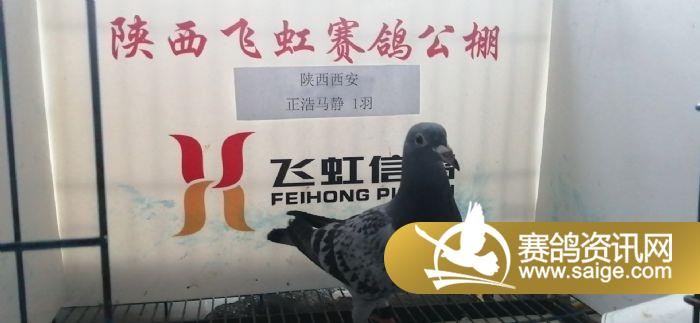 陕西飞虹赛鸽公棚
陕西西安
正浩马静 1羽
飞虹信
FEIHONG PI
赛鸽资讯网
www.saige.com